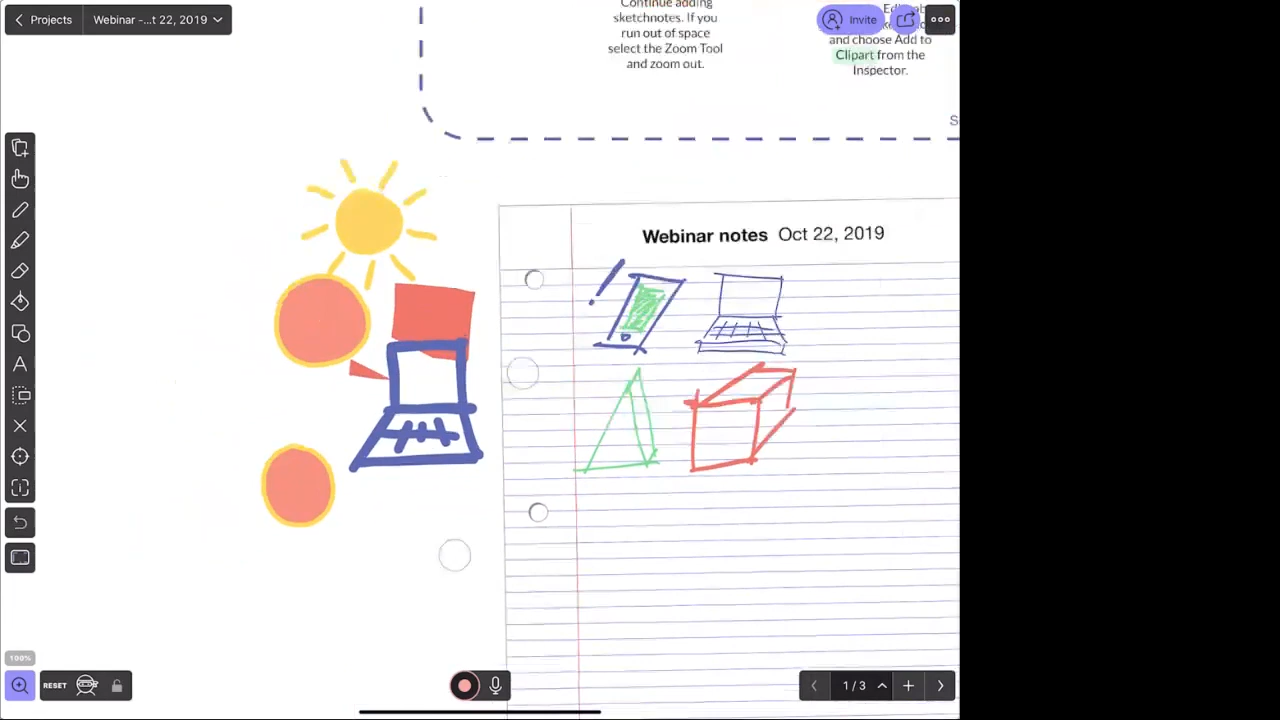 Projects
Webinar -...t 22, 2019
Continue adding
sketchnotes. If you
run out of space
select the Zoom Tool
and zoom out.
Invite
and choose Add to
Clipart from the
Inspector.
Webinar notes Oct 22, 2019
A
100%
RESET
1/3